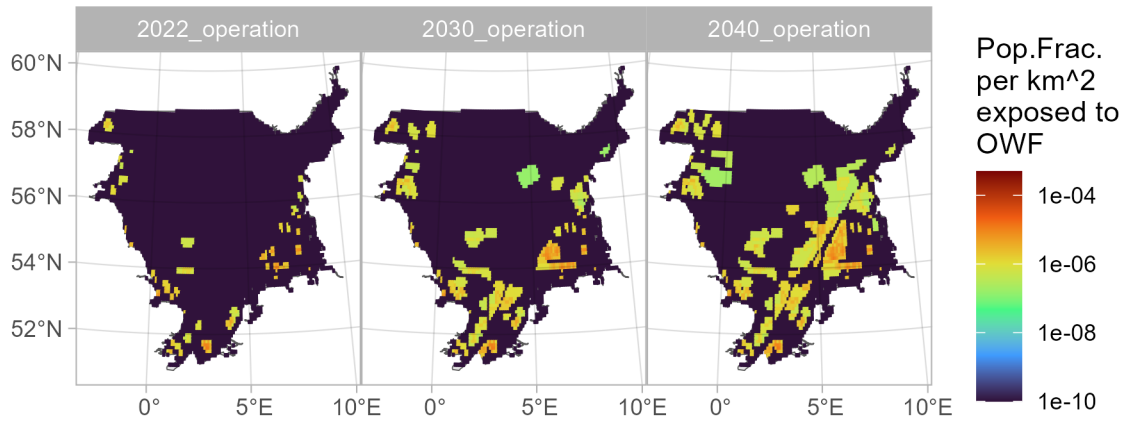 2022_operation 2030_operation 2040_operation
60°N
58°N
56°N
54°N
52°N
0° 5°E 10°E 0° 5°E 10°E 0° 5°E 10°E
Pop.Frac.
per km^2
exposed to
OWF
1e-04
1e-06
1e-08
1e-10